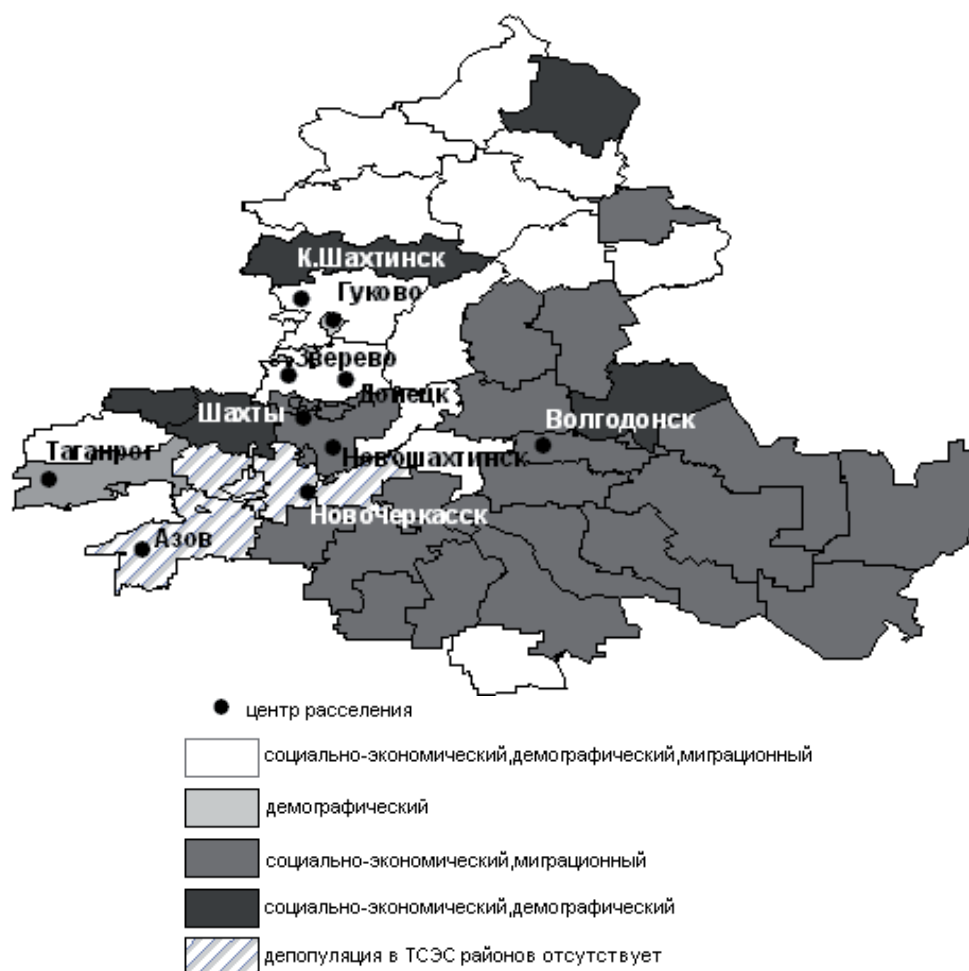 К.Шахтинск
Гуково
Зверево
Донецк
Шахты
Волгодонск
Таганрог
Новошахтинск
Новочеркасск
Азов
центр расселения
социально-экономический,демографический,миграционный
демографический
социально-экономический,миграционный
социально-экономический,демографический
депопуляция в ТСЭС районов отсутствует